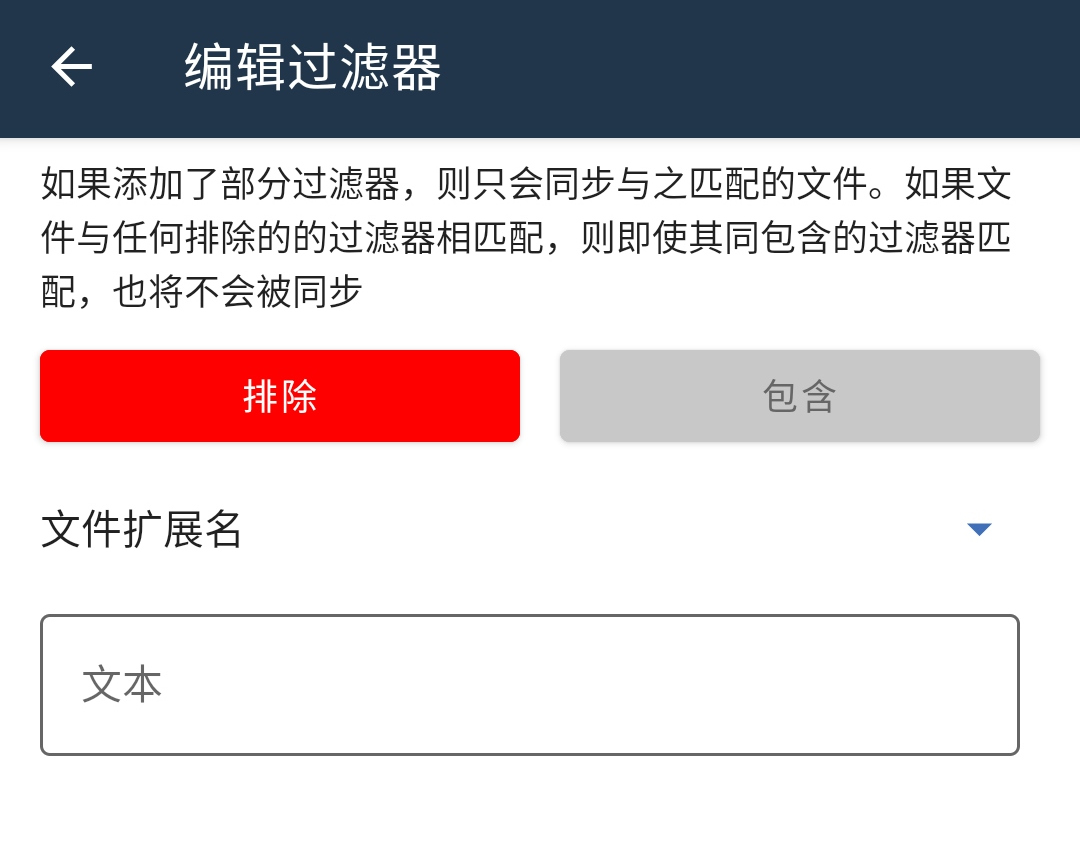 编辑过滤器
如果添加了部分过滤器，则只会同步与之匹配的文件。如果文
件与任何排除的的过滤器相匹配，则即使其同包含的过滤器匹
配，也将不会被同步
排除
包含
文件扩展名
文本